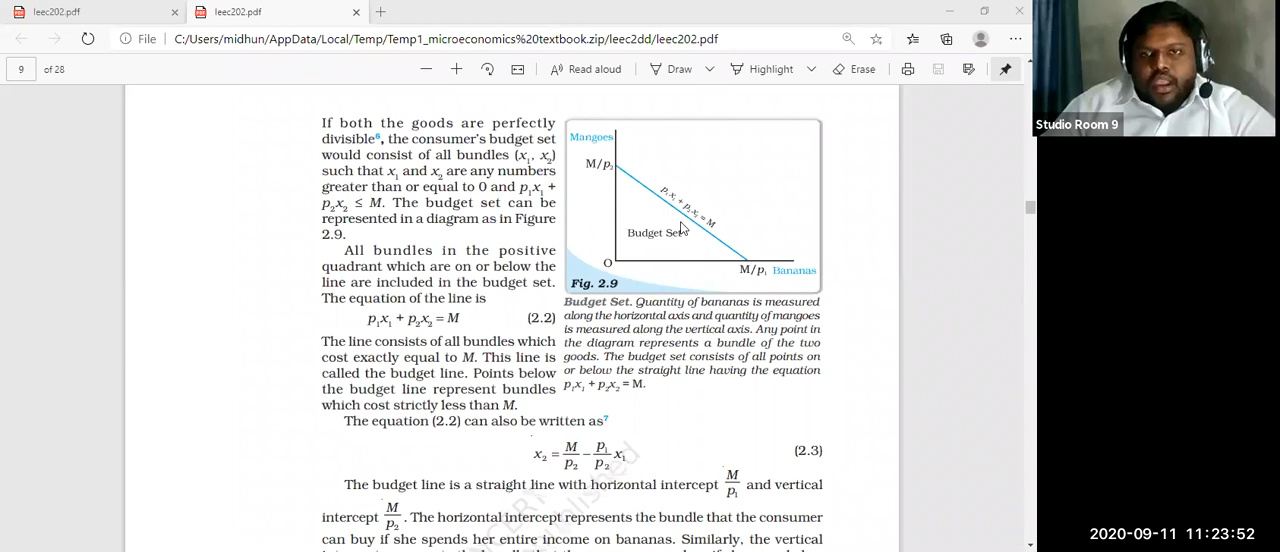 leec202.pdf
leec202.pdf
File C:/Users/midhun/AppData/Local/Temp/Temp1_microeconomics%20textbook.zip/leec2dd/leec202.pdf
9 of 28
Read aloud
Draw
Highlight
Erase
Studio Room 9
If both the goods are perfectly
divisible⁶, the consumer's budget set
would consist of all bundles (x₁, x₂)
such that x₁ and x₂ are any numbers
greater than or equal to 0 and p₁x₁ +
p₂x₂ ≤ M. The budget set can be
represented in a diagram as in Figure
2.9.
All bundles in the positive
quadrant which are on or below the
line are included in the budget set.
The equation of the line is
p₁x₁ + p₂x₂ = M (2.2)
The line consists of all bundles which
cost exactly equal to M. This line is
called the budget line. Points below
the budget line represent bundles
which cost strictly less than M.
Mangoes
M/p₂
p₁x₁ + p₂x₂ = M
Budget Set
O
M/p₁ Bananas
Fig. 2.9
Budget Set. Quantity of bananas is measured
along the horizontal axis and quantity of mangoes
is measured along the vertical axis. Any point in
the diagram represents a bundle of the two
goods. The budget set consists of all points on
or below the straight line having the equation
p₁x₁ + p₂x₂ = M.
The equation (2.2) can also be written as⁷
x₂ = M/p₂ − p₁/p₂ x₁ (2.3)
The budget line is a straight line with horizontal intercept M/p₁ and vertical
intercept M/p₂. The horizontal intercept represents the bundle that the consumer
can buy if she spends her entire income on bananas. Similarly, the vertical
2020-09-11 11:23:52